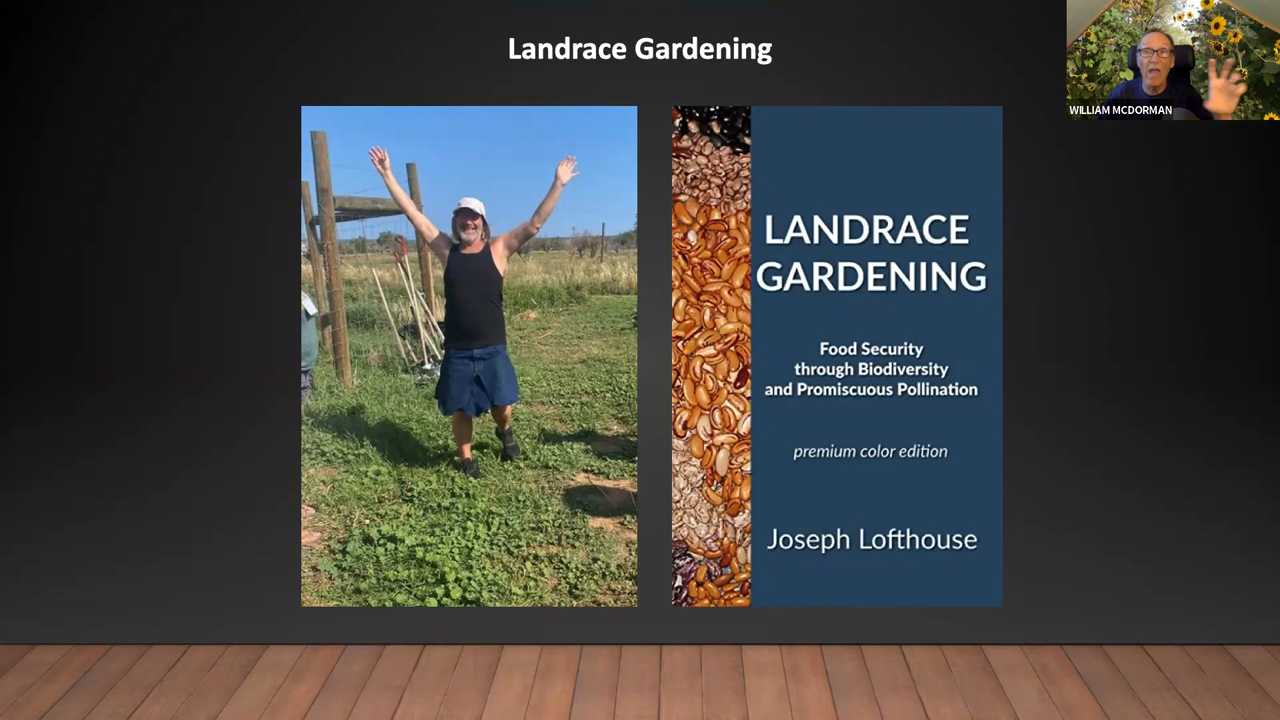 Landrace Gardening
WILLIAM MCDORMAN
LANDRACE
GARDENING
Food Security
through Biodiversity
and Promiscuous Pollination
premium color edition
Joseph Lofthouse